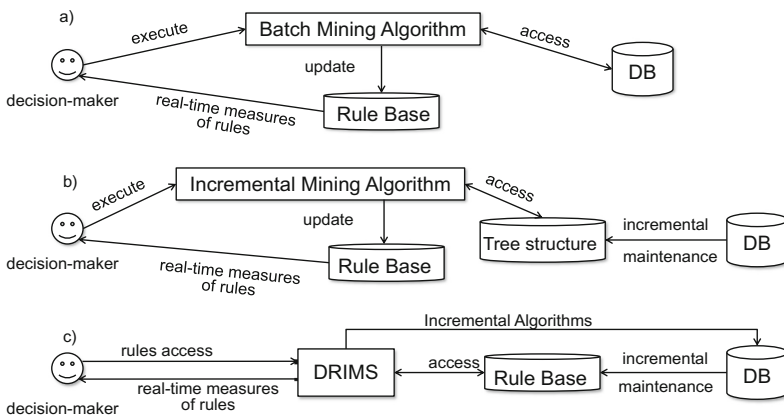 a)
execute
Batch Mining Algorithm
access
update
DB
decision-maker
real-time measures
of rules
Rule Base
b)
execute
Incremental Mining Algorithm
access
update
Tree structure
incremental
maintenance
DB
decision-maker
real-time measures
of rules
Rule Base
c)
Incremental Algorithms
rules access
DRIMS
access
Rule Base
incremental
maintenance
DB
decision-maker
real-time measures
of rules